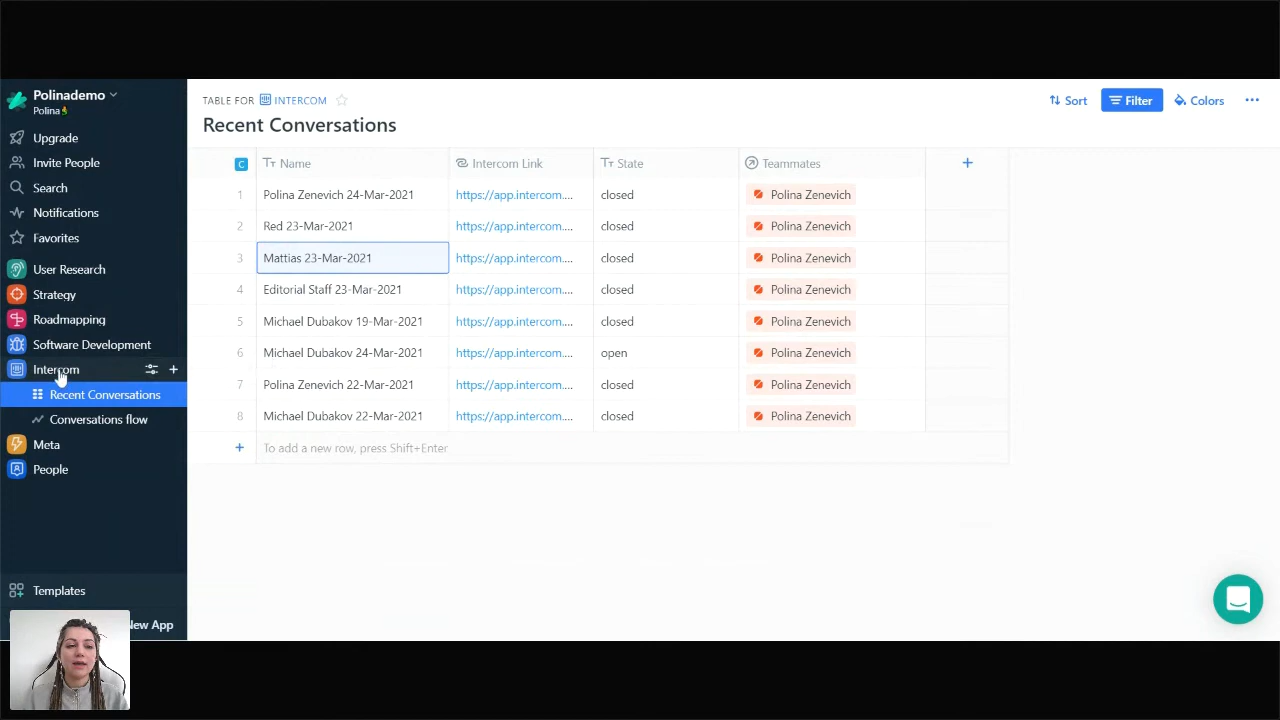 Polinademo
Polina
Upgrade
Invite People
Search
Notifications
Favorites
User Research
Strategy
Roadmapping
Software Development
Intercom
Recent Conversations
Conversations flow
Meta
People
Templates
New App
TABLE FOR INTERCOM
Recent Conversations
Sort Filter Colors
C Tт Name Intercom Link Tт State Teammates
1 Polina Zenevich 24-Mar-2021 https://app.intercom.... closed Polina Zenevich
2 Red 23-Mar-2021 https://app.intercom.... closed Polina Zenevich
3 Mattias 23-Mar-2021 https://app.intercom.... closed Polina Zenevich
4 Editorial Staff 23-Mar-2021 https://app.intercom.... closed Polina Zenevich
5 Michael Dubakov 19-Mar-2021 https://app.intercom.... closed Polina Zenevich
6 Michael Dubakov 24-Mar-2021 https://app.intercom.... open Polina Zenevich
7 Polina Zenevich 22-Mar-2021 https://app.intercom.... closed Polina Zenevich
8 Michael Dubakov 22-Mar-2021 https://app.intercom.... closed Polina Zenevich
To add a new row, press Shift+Enter